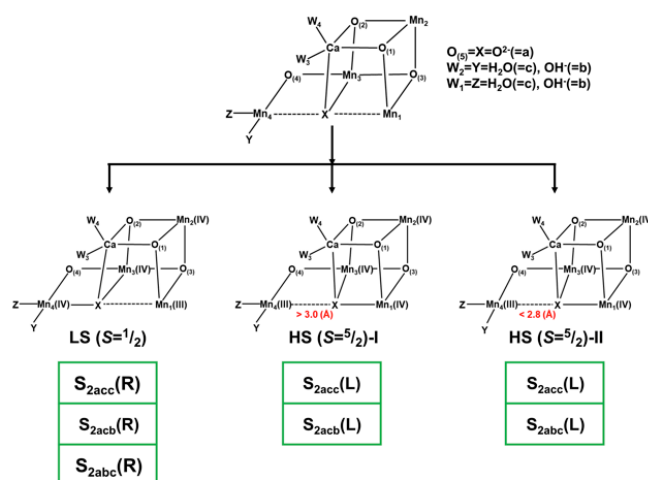 W4 O(2) Mn2
W3 Ca O(1)
O(4) Mn3 O(3)
Z Mn4 X Mn1
Y
O(5)=X=O2-(=a)
W2=Y=H2O(=c), OH-(=b)
W1=Z=H2O(=c), OH-(=b)
W4 O(2) Mn2(IV)
W3 Ca O(1)
O(4) Mn3(IV) O(3)
Z Mn4(IV) X Mn1(III)
Y
LS (S=1/2)
S2acc(R)
S2acb(R)
S2abc(R)
W4 O(2) Mn2(IV)
W3 Ca O(1)
O(4) Mn3(IV) O(3)
Z Mn4(III) X Mn1(IV)
Y > 3.0 (Å)
HS (S=5/2)-I
S2acc(L)
S2acb(L)
W4 O(2) Mn2(IV)
W3 Ca O(1)
O(4) Mn3(IV) O(3)
Z Mn4(III) X Mn1(IV)
Y < 2.8 (Å)
HS (S=5/2)-II
S2acc(L)
S2abc(L)